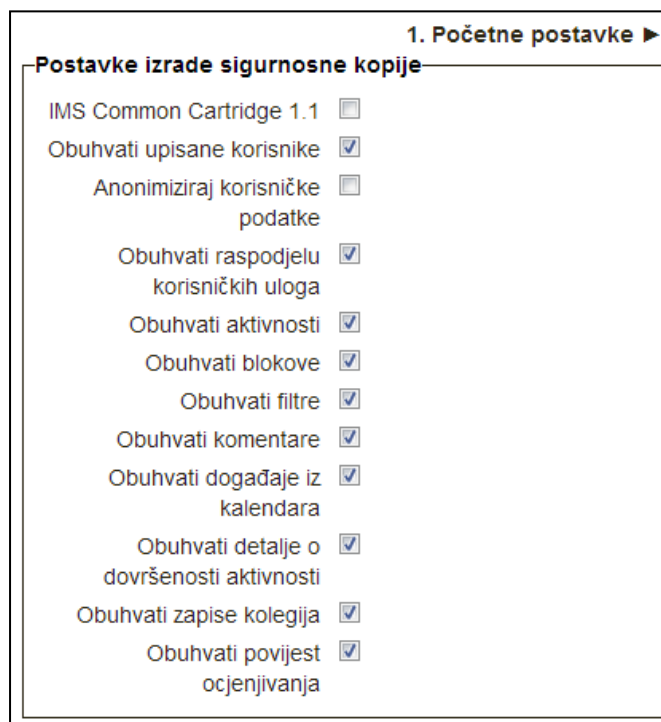 1. Početne postavke ►
Postavke izrade sigurnosne kopije
IMS Common Cartridge 1.1
Obuhvati upisane korisnike
Anonimiziraj korisničke
podatke
Obuhvati raspodjelu
korisničkih uloga
Obuhvati aktivnosti
Obuhvati blokove
Obuhvati filtre
Obuhvati komentare
Obuhvati događaje iz
kalendara
Obuhvati detalje o
dovršenosti aktivnosti
Obuhvati zapise kolegija
Obuhvati povijest
ocjenjivanja